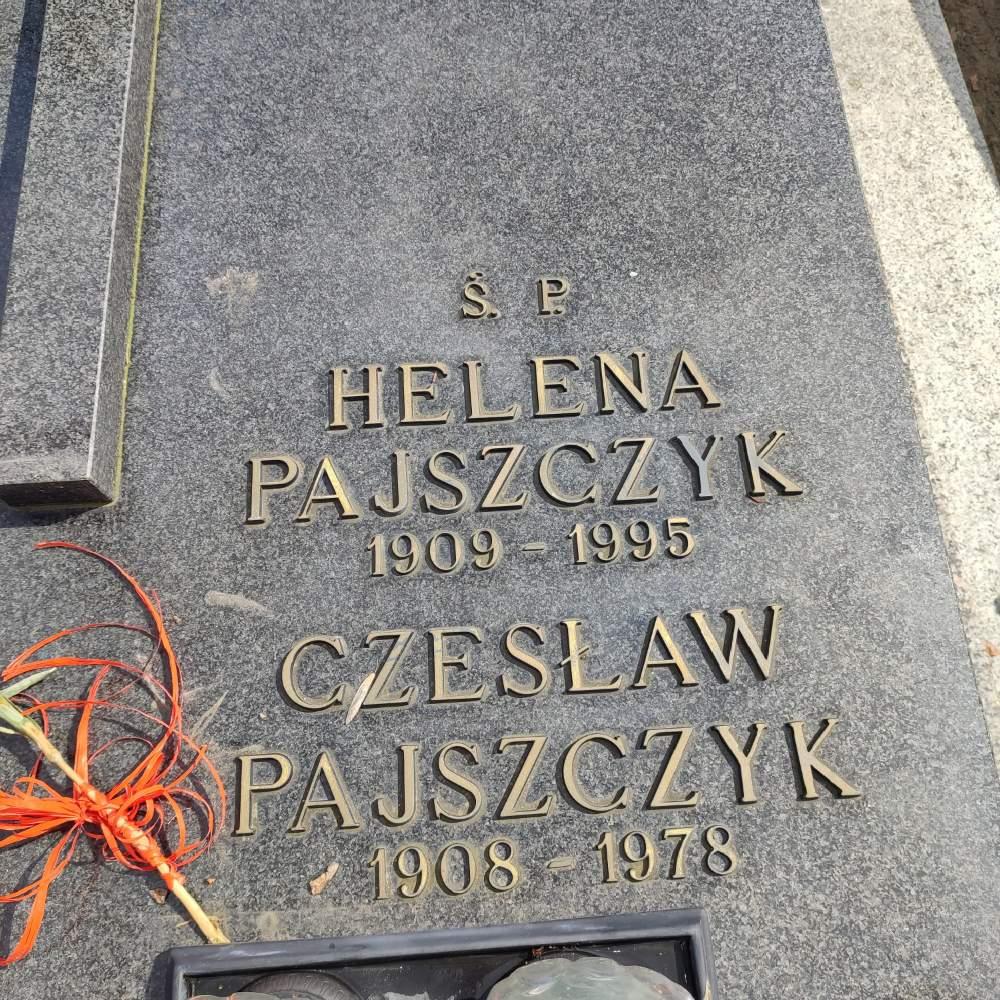 Ś. P.
HELENA
PAJSZCZYK
1909 - 1995
CZESŁAW
PAJSZCZYK
1908 - 1978